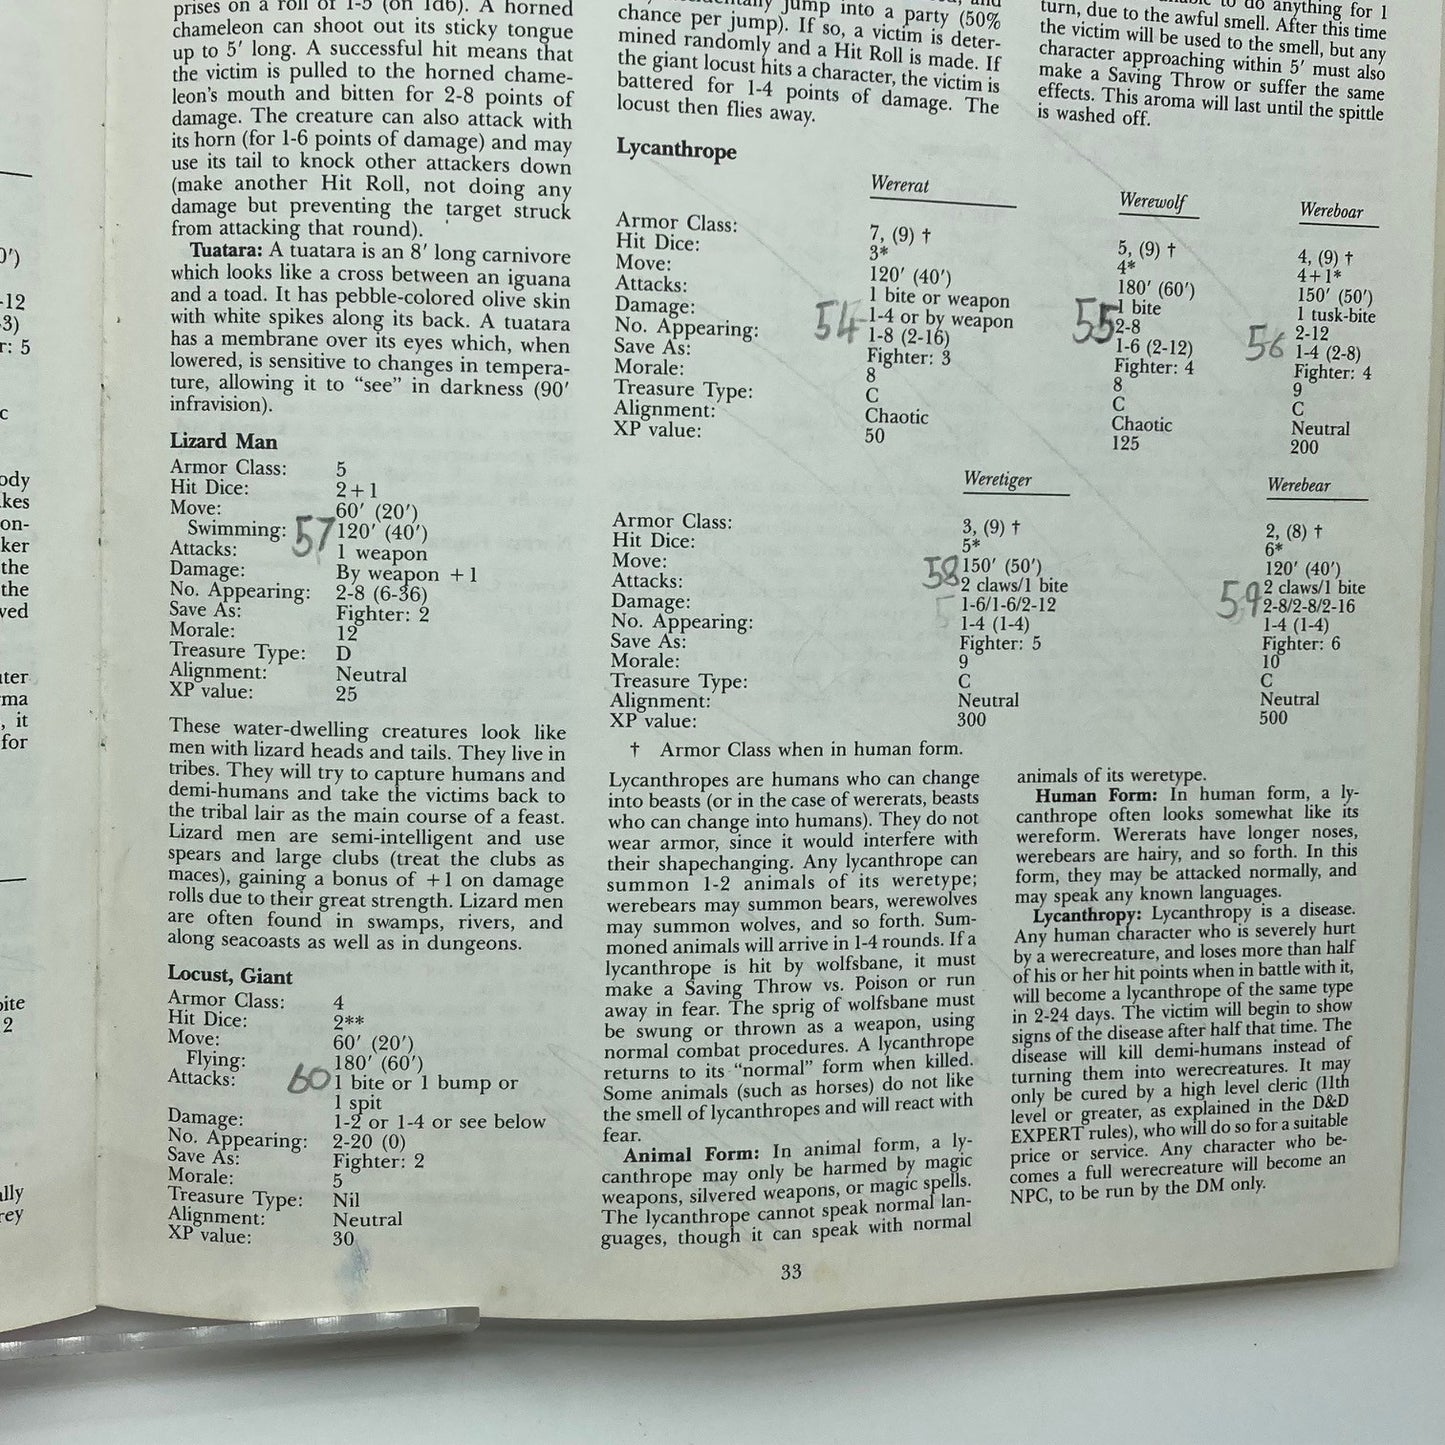 prises on a roll of 1-5 (on 1d6). A horned
chameleon can shoot out its sticky tongue
up to 5′ long. A successful hit means that
the victim is pulled to the horned chame-
leon's mouth and bitten for 2-8 points of
damage. The creature can also attack with
its horn (for 1-6 points of damage) and may
use its tail to knock other attackers down
(make another Hit Roll, not doing any
damage but preventing the target struck
from attacking that round).
Tuatara: A tuatara is an 8′ long carnivore
which looks like a cross between an iguana
and a toad. It has pebble-colored olive skin
with white spikes along its back. A tuatara
has a membrane over its eyes which, when
lowered, is sensitive to changes in tempera-
ture, allowing it to “see” in darkness (90′
infravision).
Lizard Man
Armor Class: 5
Hit Dice: 2+1
Move: 60′ (20′)
Swimming: 57 120′ (40′)
Attacks: 1 weapon
Damage: By weapon +1
No. Appearing: 2-8 (6-36)
Save As: Fighter: 2
Morale: 12
Treasure Type: D
Alignment: Neutral
XP value: 25
These water-dwelling creatures look like
men with lizard heads and tails. They live in
tribes. They will try to capture humans and
demi-humans and take the victims back to
the tribal lair as the main course of a feast.
Lizard men are semi-intelligent and use
spears and large clubs (treat the clubs as
maces), gaining a bonus of +1 on damage
rolls due to their great strength. Lizard men
are often found in swamps, rivers, and
along seacoasts as well as in dungeons.
Locust, Giant
Armor Class: 4
Hit Dice: 2**
Move: 60′ (20′)
Flying: 180′ (60′)
Attacks: 60 1 bite or 1 bump or
1 spit
Damage: 1-2 or 1-4 or see below
No. Appearing: 2-20 (0)
Save As: Fighter: 2
Morale: 5
Treasure Type: Nil
Alignment: Neutral
XP value: 30
jump into a party (50%
chance per jump). If so, a victim is deter-
mined randomly and a Hit Roll is made. If
the giant locust hits a character, the victim is
battered for 1-4 points of damage. The
locust then flies away.
to do anything for 1
turn, due to the awful smell. After this time
the victim will be used to the smell, but any
character approaching within 5′ must also
make a Saving Throw or suffer the same
effects. This aroma will last until the spittle
is washed off.
Lycanthrope
Wererat Werewolf Wereboar
Armor Class: 7, (9) † 5, (9) † 4, (9) †
Hit Dice: 3* 4* 4+1*
Move: 120′ (40′) 180′ (60′) 150′ (50′)
Attacks: 1 bite or weapon 1 bite 1 tusk-bite
Damage: 54 1-4 or by weapon 55 2-8 56 2-12
No. Appearing: 1-8 (2-16) 1-6 (2-12) 1-4 (2-8)
Save As: Fighter: 3 Fighter: 4 Fighter: 4
Morale: 8 8 9
Treasure Type: C C C
Alignment: Chaotic Chaotic Neutral
XP value: 50 125 200
Weretiger Werebear
Armor Class: 3, (9) † 2, (8) †
Hit Dice: 5* 6*
Move: 150′ (50′) 120′ (40′)
Attacks: 58 2 claws/1 bite 59 2 claws/1 bite
Damage: 1-6/1-6/2-12 2-8/2-8/2-16
No. Appearing: 1-4 (1-4) 1-4 (1-4)
Save As: Fighter: 5 Fighter: 6
Morale: 9 10
Treasure Type: C C
Alignment: Neutral Neutral
XP value: 300 500
† Armor Class when in human form.
Lycanthropes are humans who can change
into beasts (or in the case of wererats, beasts
who can change into humans). They do not
wear armor, since it would interfere with
their shapechanging. Any lycanthrope can
summon 1-2 animals of its weretype;
werebears may summon bears, werewolves
may summon wolves, and so forth. Sum-
moned animals will arrive in 1-4 rounds. If a
lycanthrope is hit by wolfsbane, it must
make a Saving Throw vs. Poison or run
away in fear. The sprig of wolfsbane must
be swung or thrown as a weapon, using
normal combat procedures. A lycanthrope
returns to its “normal” form when killed.
Some animals (such as horses) do not like
the smell of lycanthropes and will react with
fear.
Animal Form: In animal form, a ly-
canthrope may only be harmed by magic
weapons, silvered weapons, or magic spells.
The lycanthrope cannot speak normal lan-
guages, though it can speak with normal
animals of its weretype.
Human Form: In human form, a ly-
canthrope often looks somewhat like its
wereform. Wererats have longer noses,
werebears are hairy, and so forth. In this
form, they may be attacked normally, and
may speak any known languages.
Lycanthropy: Lycanthropy is a disease.
Any human character who is severely hurt
by a werecreature, and loses more than half
of his or her hit points when in battle with it,
will become a lycanthrope of the same type
in 2-24 days. The victim will begin to show
signs of the disease after half that time. The
disease will kill demi-humans instead of
turning them into werecreatures. It may
only be cured by a high level cleric (11th
level or greater, as explained in the D&D
EXPERT rules), who will do so for a suitable
price or service. Any character who be-
comes a full werecreature will become an
NPC, to be run by the DM only.
33